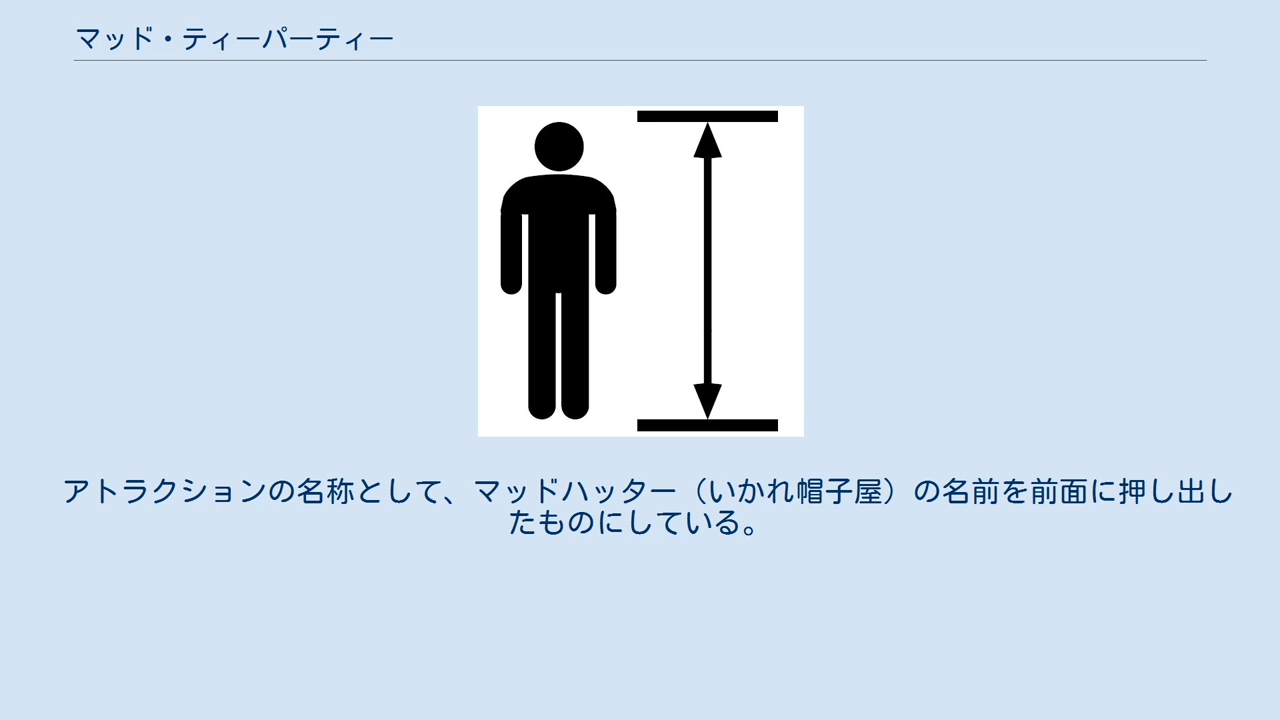 マッド・ティーパーティー
アトラクションの名称として、マッドハッター（いかれ帽子屋）の名前を前面に押し出し
たものにしている。